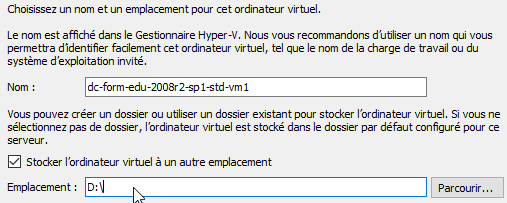 Choisissez un nom et un emplacement pour cet ordinateur virtuel.
Le nom est affiché dans le Gestionnaire Hyper-V. Nous vous recommandons d'utiliser un nom qui vous
permettra d'identifier facilement cet ordinateur virtuel, tel que le nom de la charge de travail ou du
système d'exploitation invité.
Nom : dc-form-edu-2008r2-sp1-std-vm1
Vous pouvez créer un dossier ou utiliser un dossier existant pour stocker l'ordinateur virtuel. Si vous ne
sélectionnez pas de dossier, l'ordinateur virtuel est stocké dans le dossier par défaut configuré pour ce
serveur.
Stocker l'ordinateur virtuel à un autre emplacement
Emplacement : D:\ Parcourir...